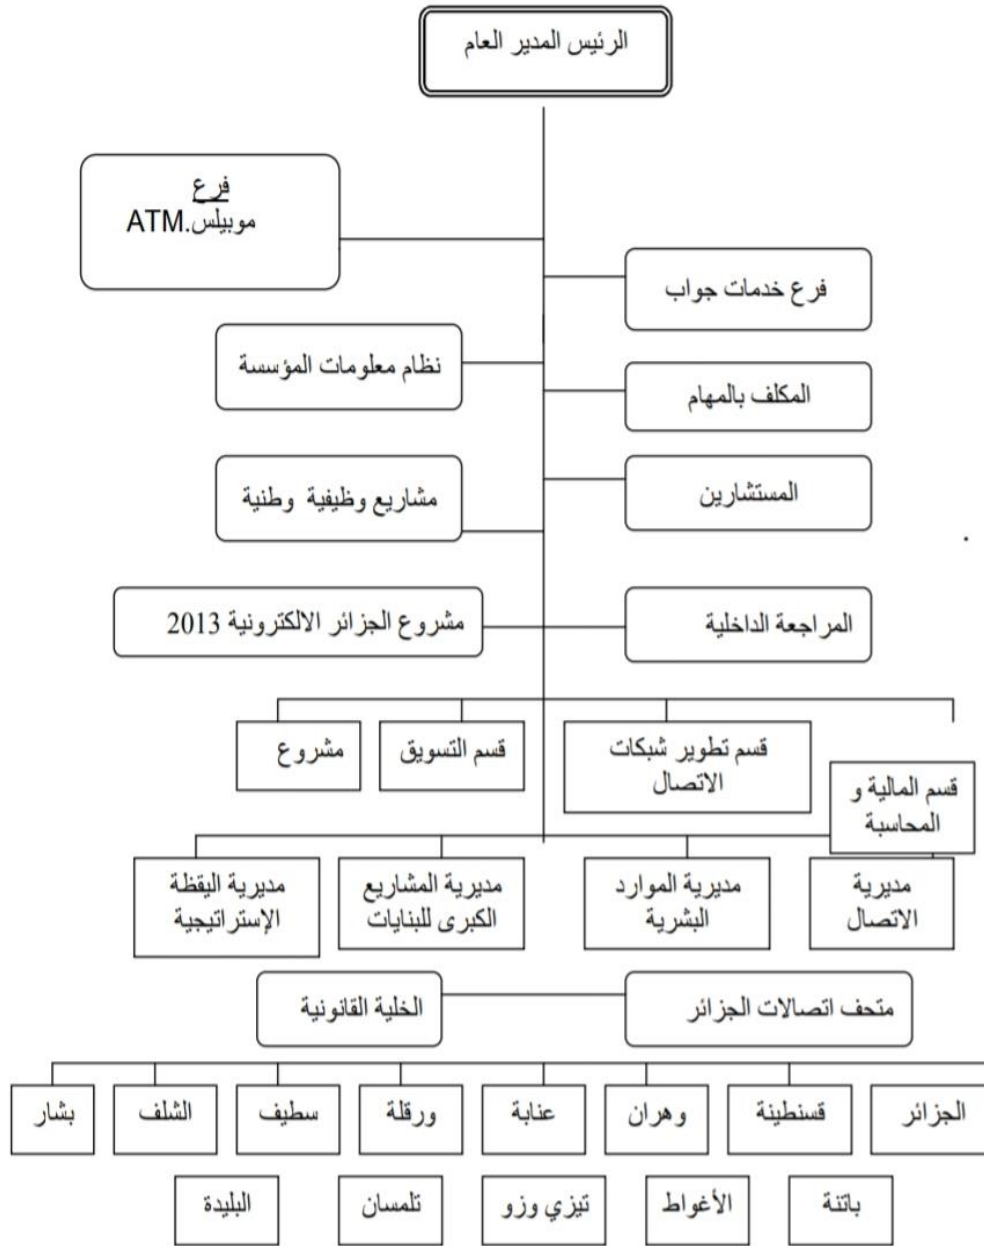 الرئيس المدير العام
فرع
موبيلس.ATM
فرع خدمات جواب
نظام معلومات المؤسسة
المكلف بالمهام
مشاريع وظيفية وطنية
المستشارين
المراجعة الداخلية
مشروع الجزائر الالكترونية 2013
قسم المالية و
المحاسبة
قسم تطوير شبكات
الاتصال
قسم التسويق
مشروع
مديرية
الاتصال
مديرية الموارد
البشرية
مديرية المشاريع
الكبرى للبنايات
مديرية اليقظة
الإستراتيجية
متحف اتصالات الجزائر
الخلية القانونية
الجزائر
قسنطينة
وهران
عنابة
ورقلة
سطيف
الشلف
بشار
باتنة
الأغواط
تيزي وزو
تلمسان
البليدة